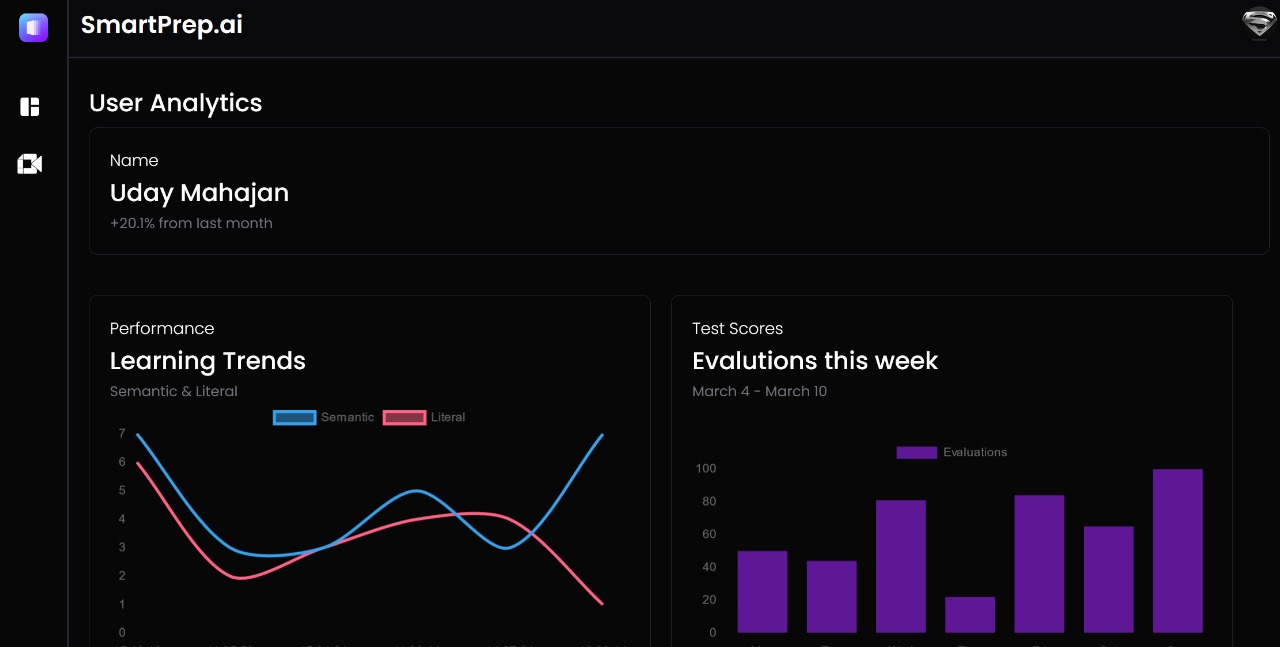 SmartPrep.ai
User Analytics
Name
Uday Mahajan
+20.1% from last month
Performance
Learning Trends
Semantic & Literal
Semantic Literal
7
6
5
4
3
2
1
0
Test Scores
Evalutions this week
March 4 - March 10
Evaluations
100
80
60
40
20
0